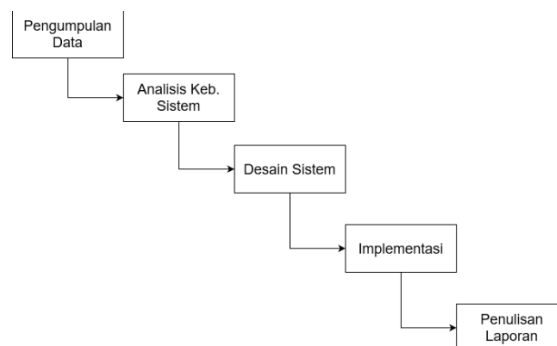 Pengumpulan
Data
Analisis Keb.
Sistem
Desain Sistem
Implementasi
Penulisan
Laporan